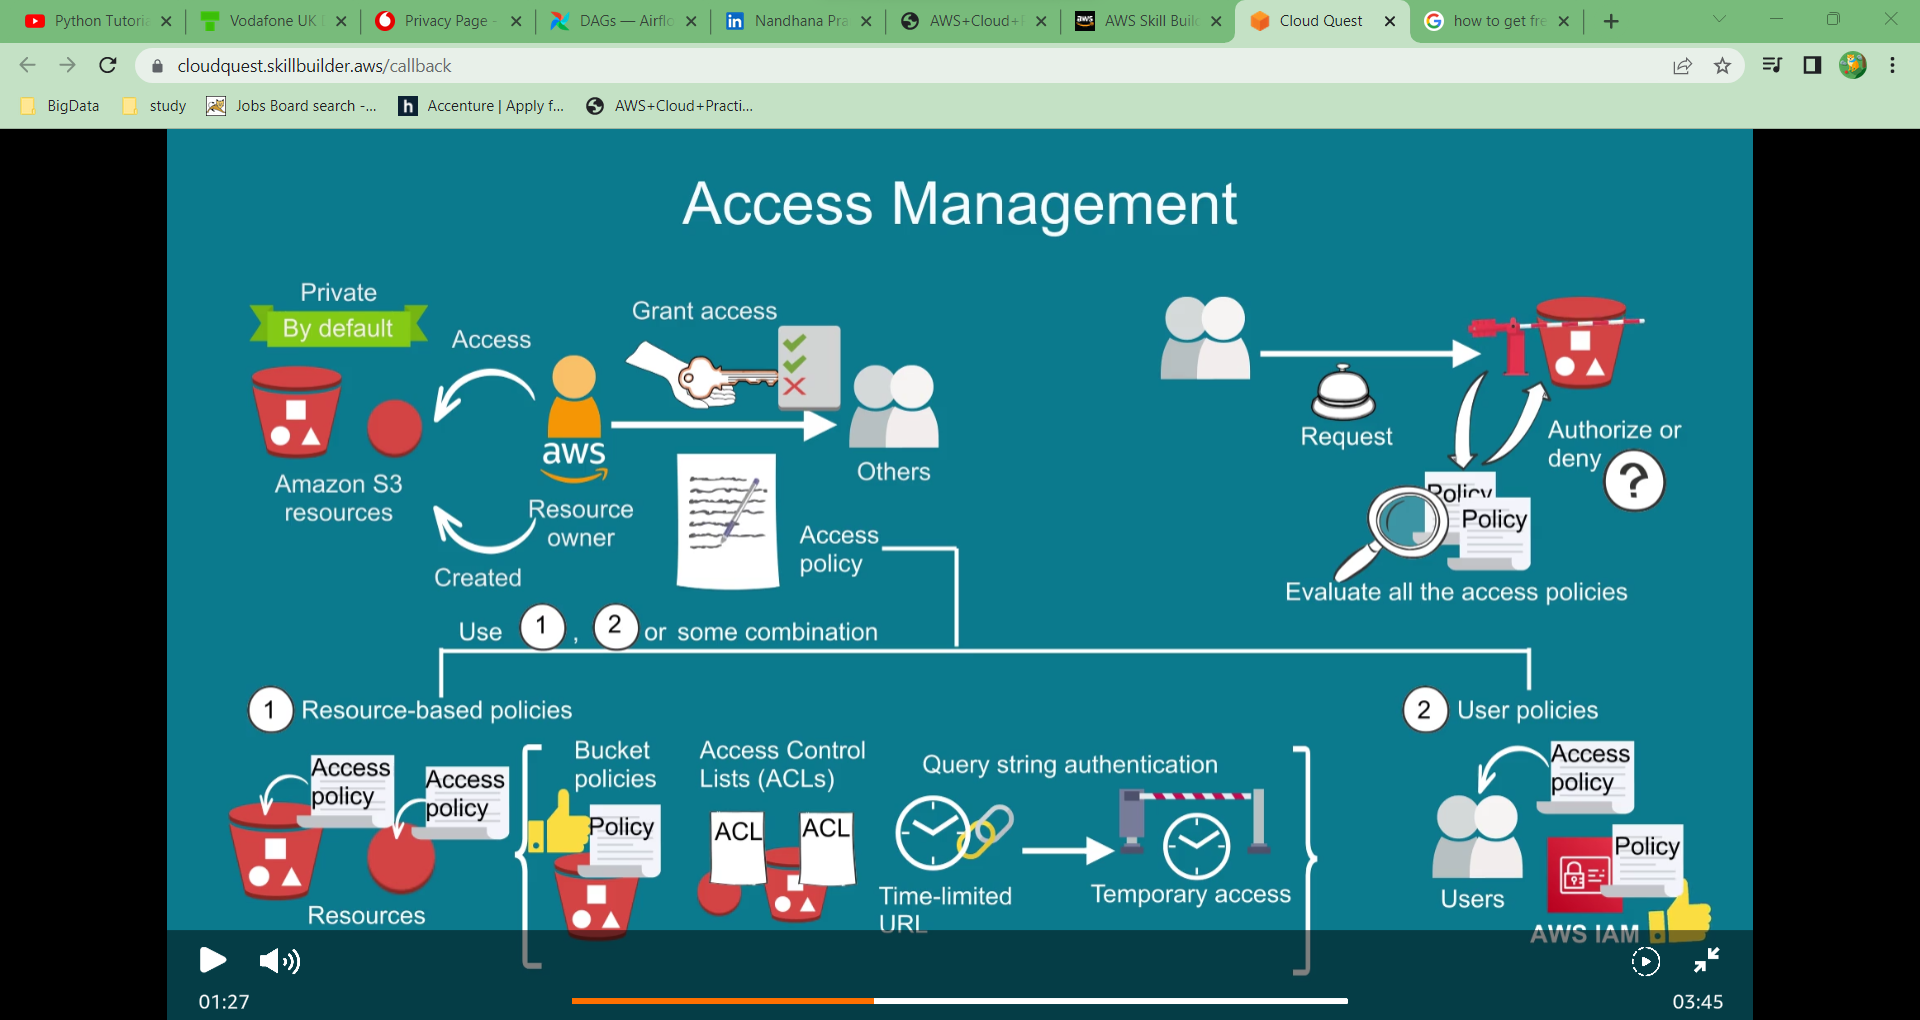 Python Tutoria
Vodafone UK
Privacy Page -
DAGs — Airflo
Nandhana Pra
AWS+Cloud+
AWS Skill Buil
Cloud Quest
how to get fre
cloudquest.skillbuilder.aws/callback
BigData
study
Jobs Board search -...
Accenture | Apply f...
AWS+Cloud+Practi...
Access Management
Private
By default
Access
Grant access
Amazon S3
resources
aws
Resource
owner
Created
Others
Access
policy
Request
Authorize or
deny
?
Policy
Policy
Evaluate all the access policies
Use 1 , 2 or some combination
1 Resource-based policies
2 User policies
Access
policy
Access
policy
Resources
Bucket
policies
Policy
Access Control
Lists (ACLs)
ACL
ACL
Query string authentication
Time-limited
URL
Temporary access
Access
policy
Users
Policy
AWS IAM
01:27
03:45